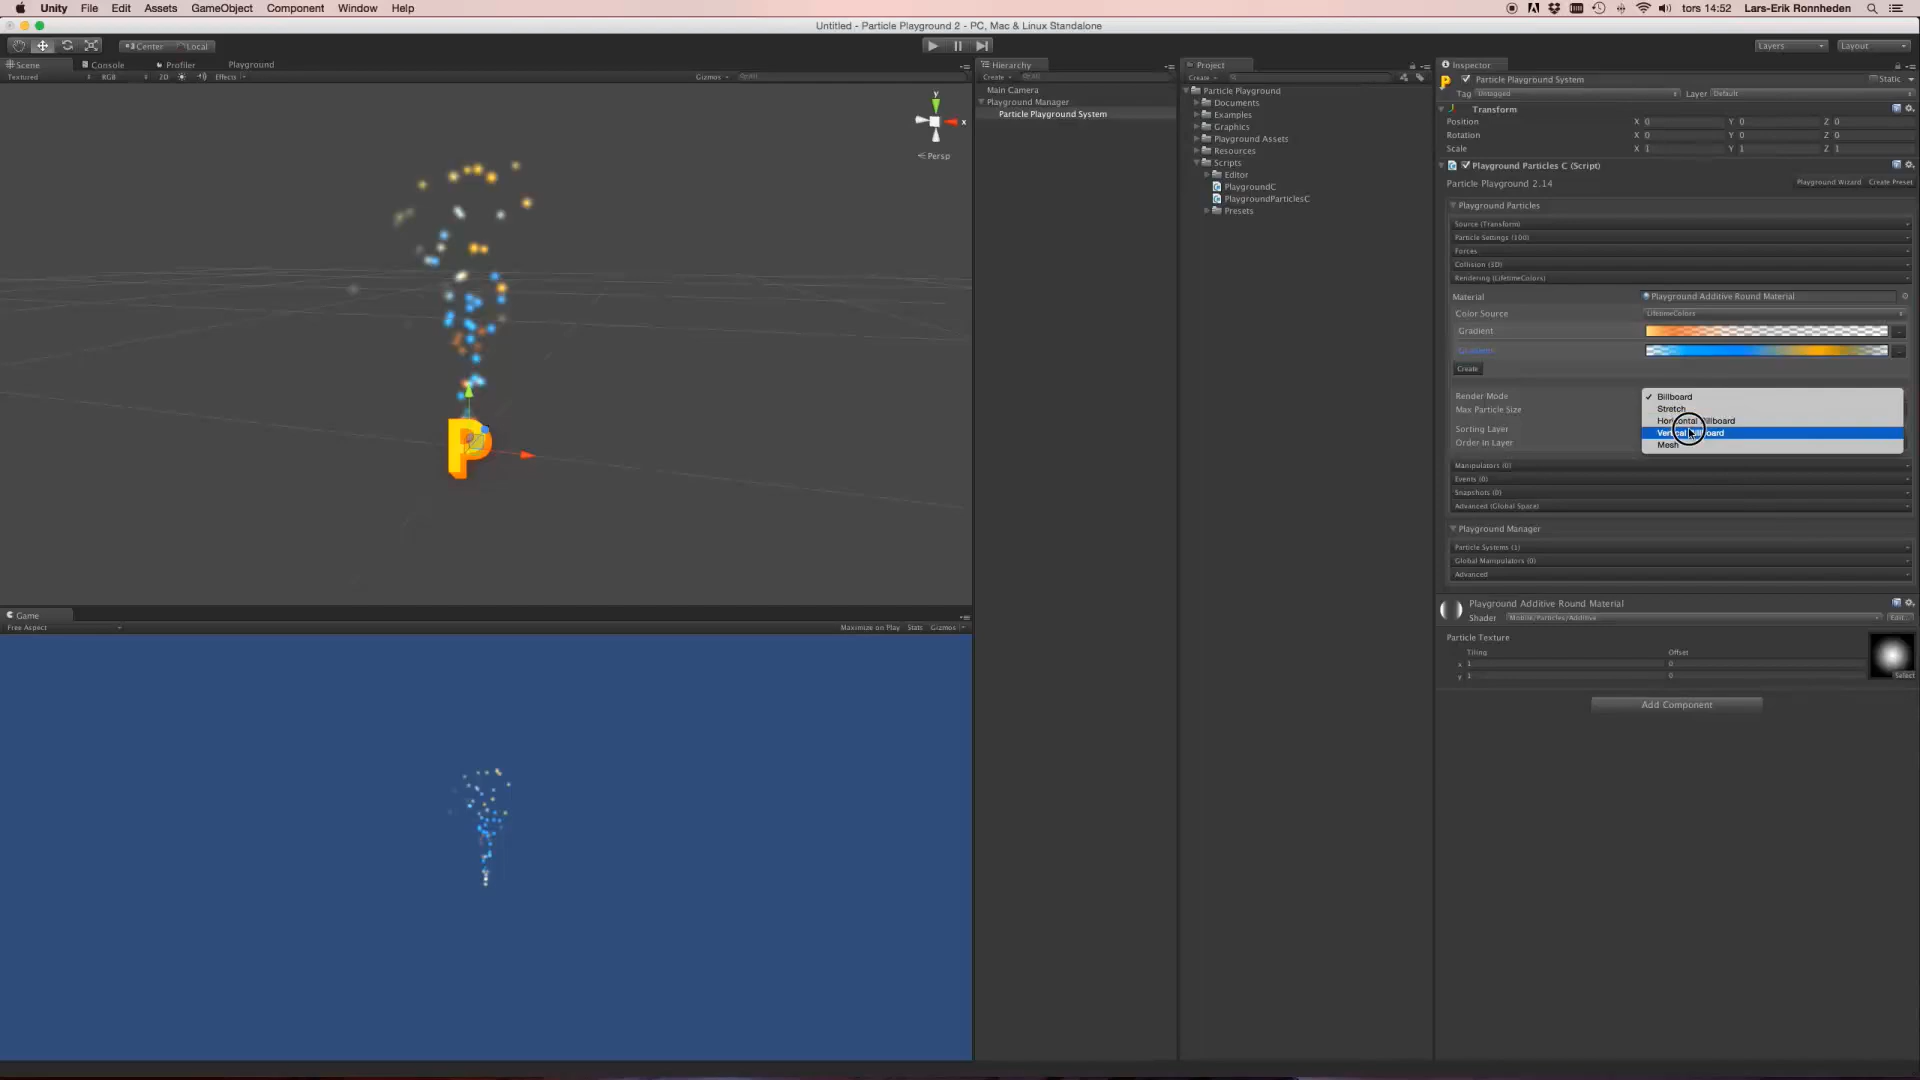 Unity File Edit Assets GameObject Component Window Help
tors 14:52 Lars-Erik Ronnheden
Untitled - Particle Playground 2 - PC, Mac & Linux Standalone
Center Local
Layers Layout
Scene Console Profiler Playground
Textured RGB 2D Effects Gizmos All
y
x
Persp
Game
Free Aspect
Maximize on Play Stats Gizmos
Hierarchy
Create All
Main Camera
Playground Manager
Particle Playground System
Project
Create
Particle Playground
Documents
Examples
Graphics
Playground Assets
Resources
Scripts
Editor
PlaygroundC
PlaygroundParticlesC
Presets
Inspector
Particle Playground System Static
Tag Untagged Layer Default
Transform
Position X 0 Y 0 Z 0
Rotation X 0 Y 0 Z 0
Scale X 1 Y 1 Z 1
Playground Particles C (Script)
Particle Playground 2.14 Playground Wizard Create Preset
Playground Particles
Source (Transform)
Particle Settings (100)
Forces
Collision (3D)
Rendering (LifetimeColors)
Material Playground Additive Round Material
Color Source LifetimeColors
Gradient
Create
Render Mode
Max Particle Size
Sorting Layer
Order In Layer
Billboard
Stretch
Horizontal Billboard
Vertical Billboard
Mesh
Manipulators (0)
Events (0)
Snapshots (0)
Advanced (Global Space)
Playground Manager
Particle Systems (1)
Global Manipulators (0)
Advanced
Playground Additive Round Material
Shader Mobile/Particles/Additive Edit...
Particle Texture
Tiling Offset
x 1 0
y 1 0
Select
Add Component